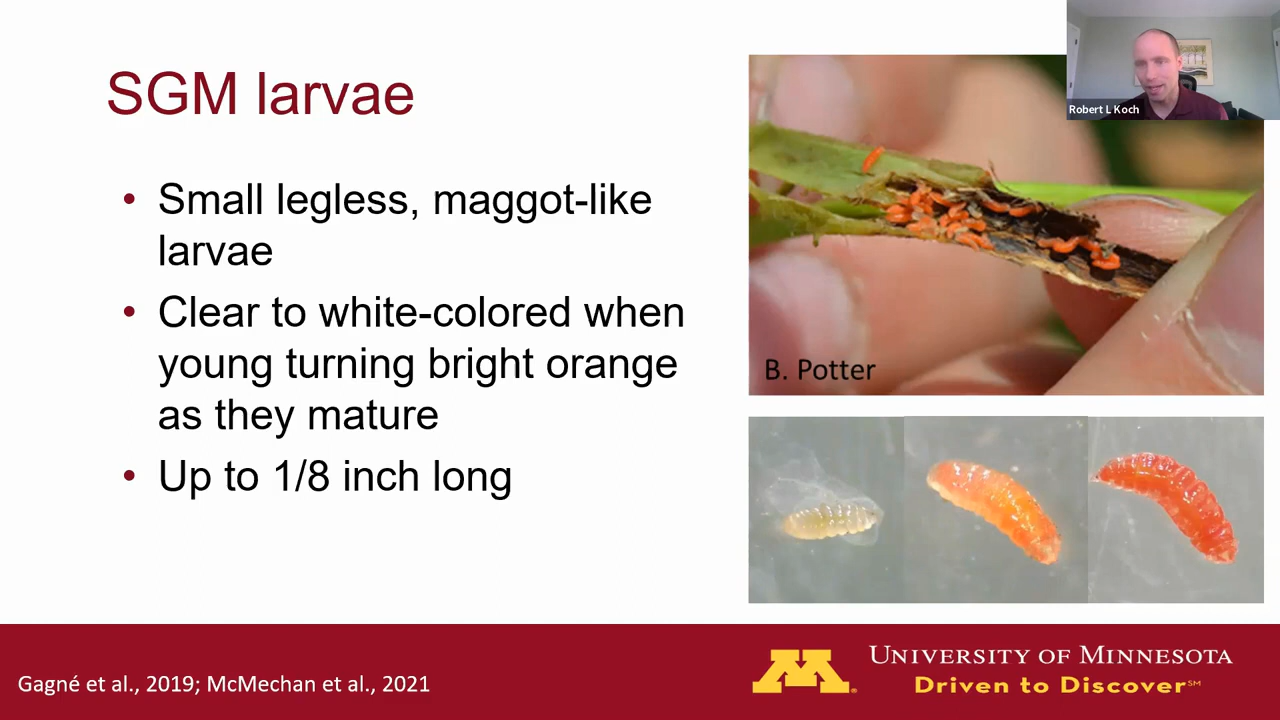 SGM larvae
• Small legless, maggot-like
larvae
• Clear to white-colored when
young turning bright orange
as they mature
• Up to 1/8 inch long
Robert L Koch
B. Potter
Gagné et al., 2019; McMechan et al., 2021
M®
UNIVERSITY OF MINNESOTA
Driven to Discover℠